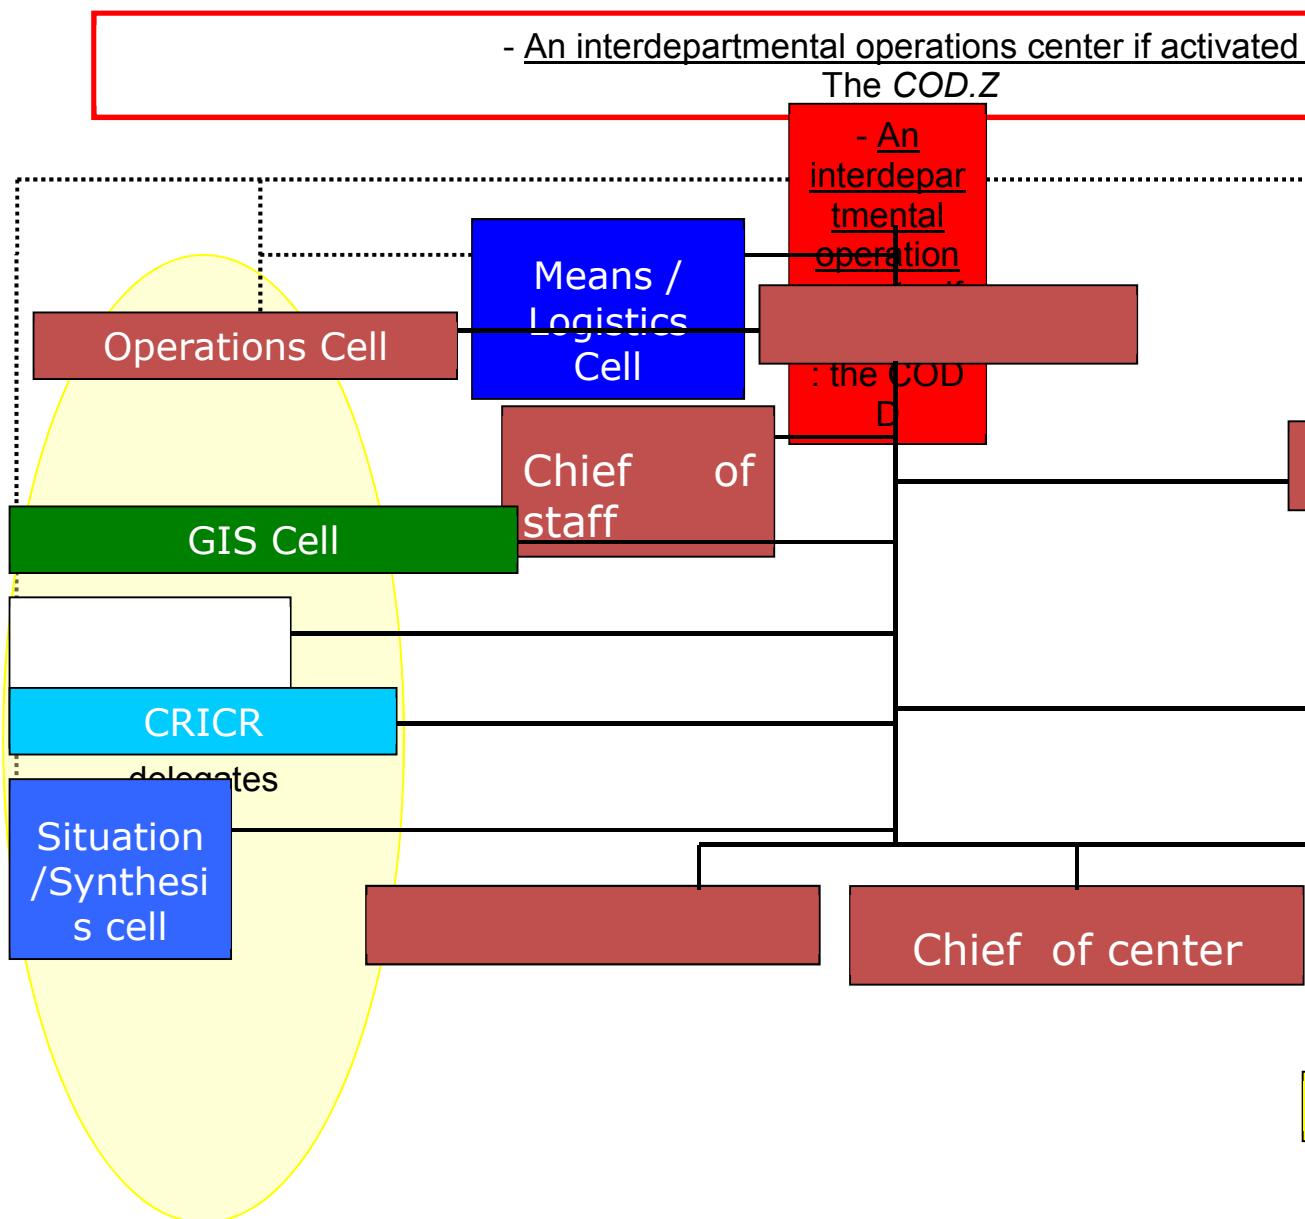 - An interdepartmental operations center if activated
The COD.Z
- An
interdepar
tmental
operation
: the COD
D
Means /
Logistics
Cell
Operations Cell
Chief of
staff
GIS Cell
CRICR
delegates
Situation
/Synthesi
s cell
Chief of center